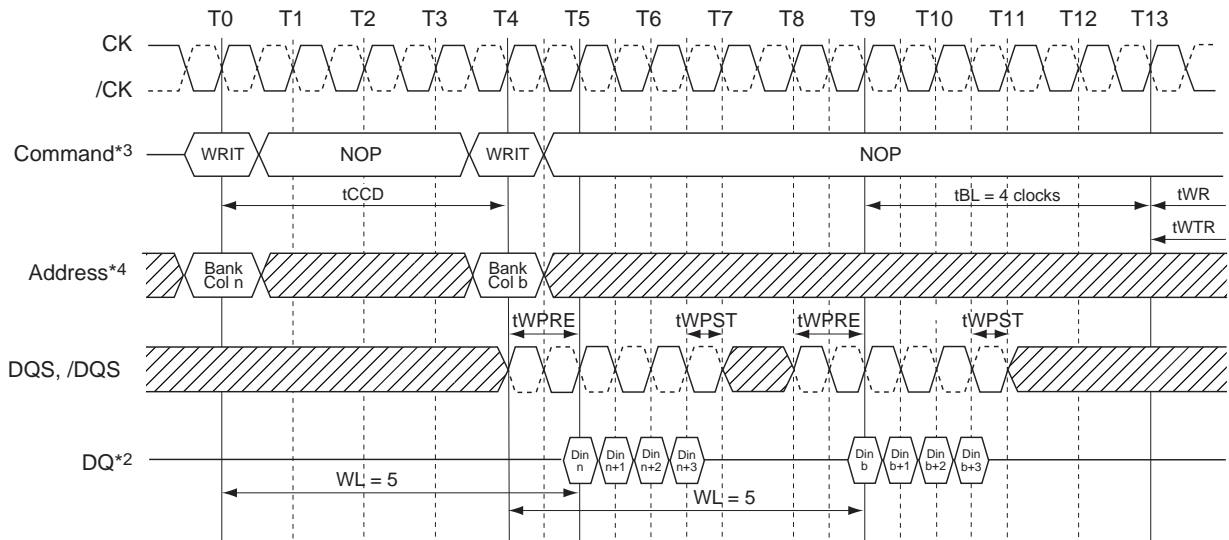 T0 T1 T2 T3 T4 T5 T6 T7 T8 T9 T10 T11 T12 T13
CK
/CK
Command*3 WRIT NOP WRIT NOP
tCCD tBL = 4 clocks tWR
tWTR
Address*4 Bank Col n Bank Col b
tWPRE tWPST tWPRE tWPST
DQS, /DQS
DQ*2 Din n Din n+1 Din n+2 Din n+3 Din b Din b+1 Din b+2 Din b+3
WL = 5
WL = 5